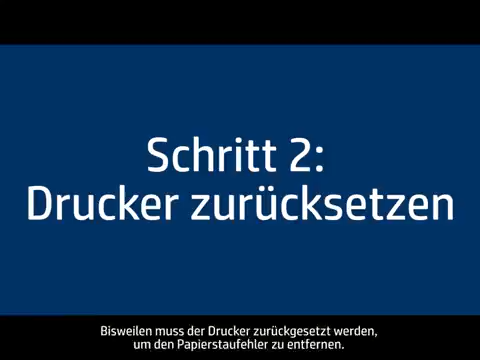 Schritt 2:
Drucker zurücksetzen
Bisweilen muss der Drucker zurückgesetzt werden,
um den Papierstaufehler zu entfernen.